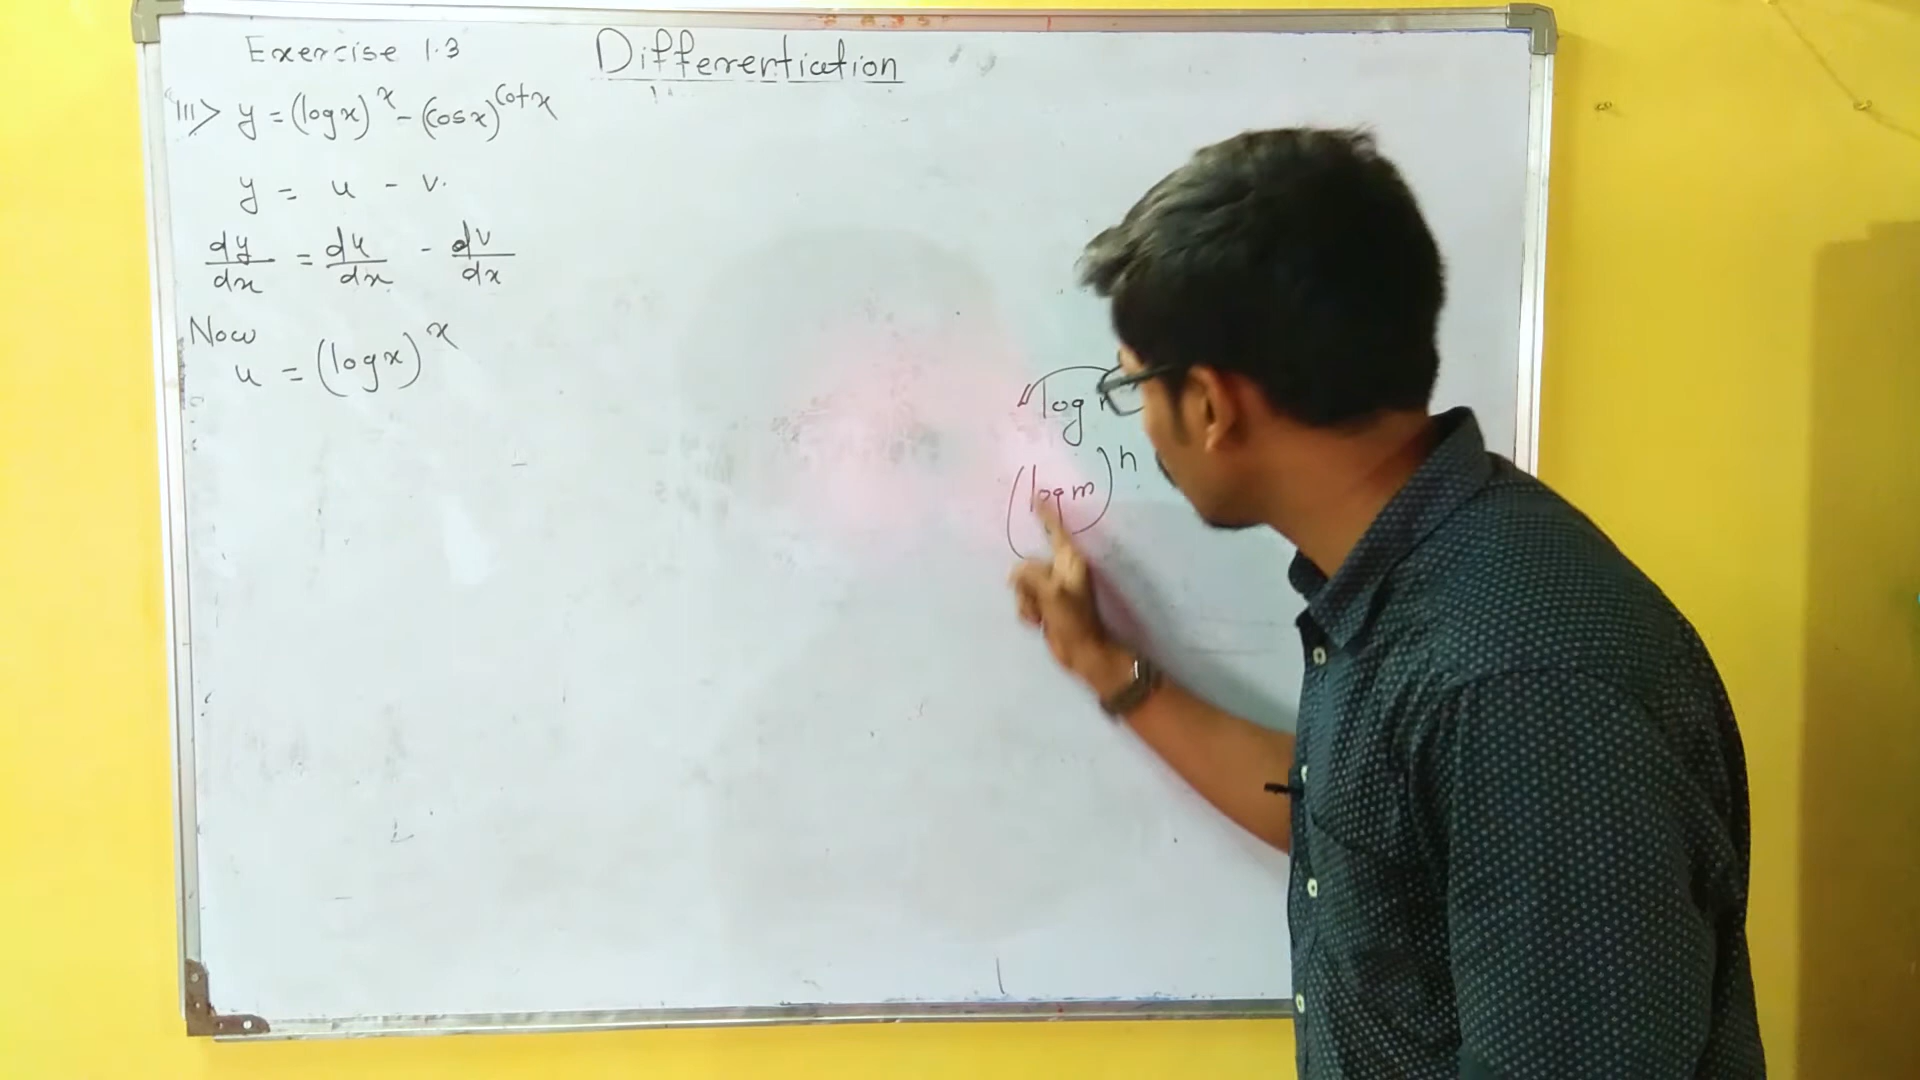 Exercise 1.3
Differentiation
III> y = (log x)^x - (cos x)^cot x
y = u - v.
dy/dx = du/dx - dv/dx
Now
u = (log x)^x
log
(log m)^n